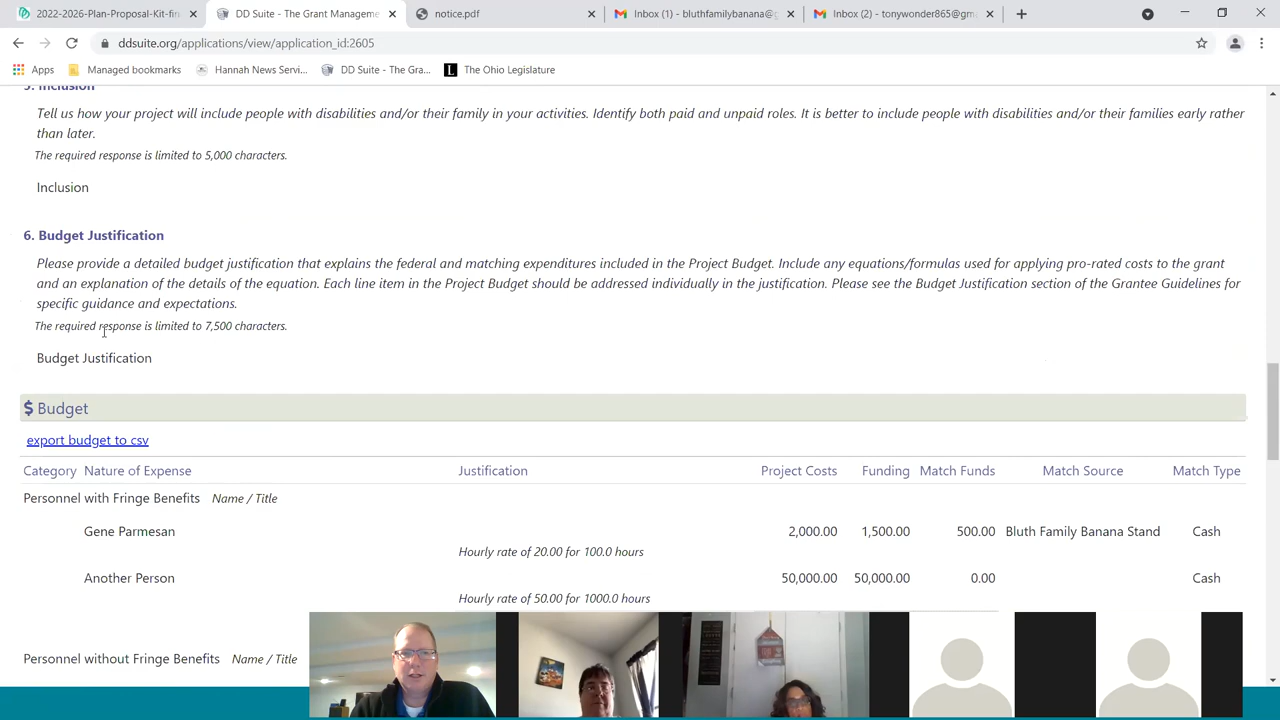 2022-2026-Plan-Proposal-Kit-fin
DD Suite - The Grant Manageme
notice.pdf
Inbox (1) - bluthfamilybanana@g
Inbox (2) - tonywonder865@gm
ddsuite.org/applications/view/application_id:2605
Apps
Managed bookmarks
Hannah News Servi...
DD Suite - The Gra...
The Ohio Legislature
5. Inclusion
Tell us how your project will include people with disabilities and/or their family in your activities. Identify both paid and unpaid roles. It is better to include people with disabilities and/or their families early rather
than later.
The required response is limited to 5,000 characters.
Inclusion
6. Budget Justification
Please provide a detailed budget justification that explains the federal and matching expenditures included in the Project Budget. Include any equations/formulas used for applying pro-rated costs to the grant
and an explanation of the details of the equation. Each line item in the Project Budget should be addressed individually in the justification. Please see the Budget Justification section of the Grantee Guidelines for
specific guidance and expectations.
The required response is limited to 7,500 characters.
Budget Justification
$ Budget
export budget to csv
Category Nature of Expense Justification Project Costs Funding Match Funds Match Source Match Type
Personnel with Fringe Benefits Name / Title
Gene Parmesan 2,000.00 1,500.00 500.00 Bluth Family Banana Stand Cash
Hourly rate of 20.00 for 100.0 hours
Another Person 50,000.00 50,000.00 0.00 Cash
Hourly rate of 50.00 for 1000.0 hours
Personnel without Fringe Benefits Name / Title